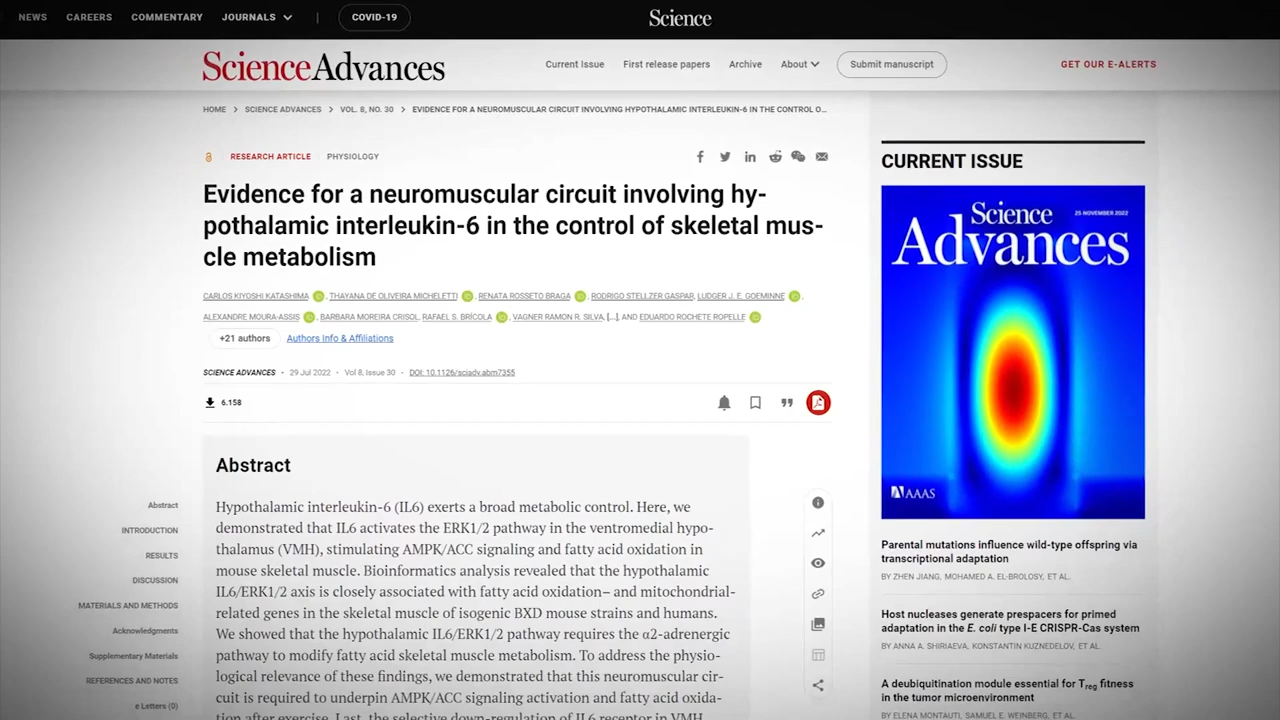 NEWS CAREERS COMMENTARY JOURNALS | COVID-19 Science
ScienceAdvances Current Issue First release papers Archive About Submit manuscript GET OUR E-ALERTS
HOME > SCIENCE ADVANCES > VOL. 8, NO. 30 > EVIDENCE FOR A NEUROMUSCULAR CIRCUIT INVOLVING HYPOTHALAMIC INTERLEUKIN-6 IN THE CONTROL O...
RESEARCH ARTICLE PHYSIOLOGY
Evidence for a neuromuscular circuit involving hy-
pothalamic interleukin-6 in the control of skeletal mus-
cle metabolism
CARLOS KIYOSHI KATASHIMA, THAYANA DE OLIVEIRA MICHELETTI, RENATA ROSSETO BRAGA, RODRIGO STELLZER GASPAR, LUDGER J. E. GOEMINNE,
ALEXANDRE MOURA-ASSIS, BARBARA MOREIRA CRISOL, RAFAEL S. BRÍCOLA, VAGNER RAMON R. SILVA, [...], AND EDUARDO ROCHETE ROPELLE
+21 authors Authors Info & Affiliations
SCIENCE ADVANCES • 29 Jul 2022 • Vol 8, Issue 30 • DOI: 10.1126/sciadv.abm7355
6.158
Abstract
Hypothalamic interleukin-6 (IL6) exerts a broad metabolic control. Here, we
demonstrated that IL6 activates the ERK1/2 pathway in the ventromedial hypo-
thalamus (VMH), stimulating AMPK/ACC signaling and fatty acid oxidation in
mouse skeletal muscle. Bioinformatics analysis revealed that the hypothalamic
IL6/ERK1/2 axis is closely associated with fatty acid oxidation– and mitochondrial-
related genes in the skeletal muscle of isogenic BXD mouse strains and humans.
We showed that the hypothalamic IL6/ERK1/2 pathway requires the α2-adrenergic
pathway to modify fatty acid skeletal muscle metabolism. To address the physio-
logical relevance of these findings, we demonstrated that this neuromuscular cir-
cuit is required to underpin AMPK/ACC signaling activation and fatty acid oxida-
tion after exercise. Last, the selective down-regulation of IL6 receptor in VMH
Abstract
INTRODUCTION
RESULTS
DISCUSSION
MATERIALS AND METHODS
Acknowledgments
Supplementary Materials
REFERENCES AND NOTES
e Letters (0)
CURRENT ISSUE
Science
Advances
25 NOVEMBER 2022
AAAS
Parental mutations influence wild-type offspring via
transcriptional adaptation
BY ZHEN JIANG, MOHAMED A. EL-BROLOSY, ET AL.
Host nucleases generate prespacers for primed
adaptation in the E. coli type I-E CRISPR-Cas system
BY ANNA A. SHIRIAEVA, KONSTANTIN KUZNEDELOV, ET AL.
A deubiquitination module essential for Treg fitness
in the tumor microenvironment
BY ELENA MONTAUTI, SAMUEL E. WEINBERG, ET AL.